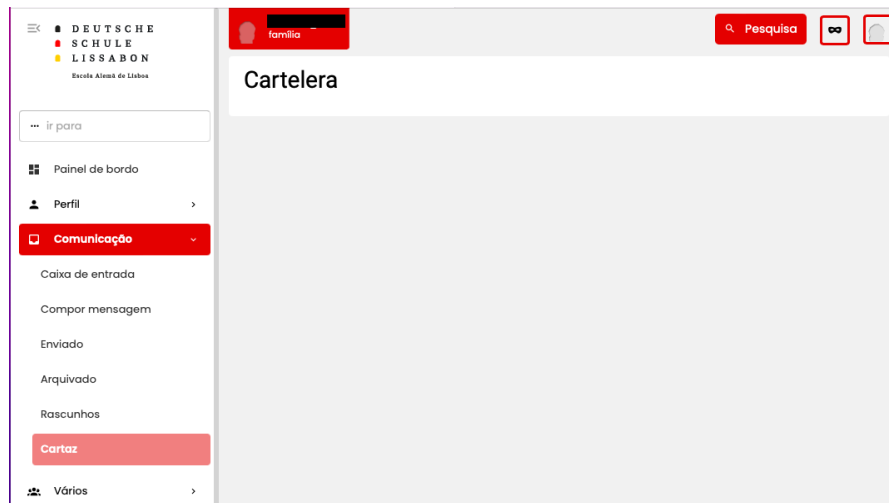 DEUTSCHE
SCHULE
LISSABON
Escola Alemã de Lisboa
família
Pesquisa
Cartelera
ir para
Painel de bordo
Perfil
Comunicação
Caixa de entrada
Compor mensagem
Enviado
Arquivado
Rascunhos
Cartaz
Vários